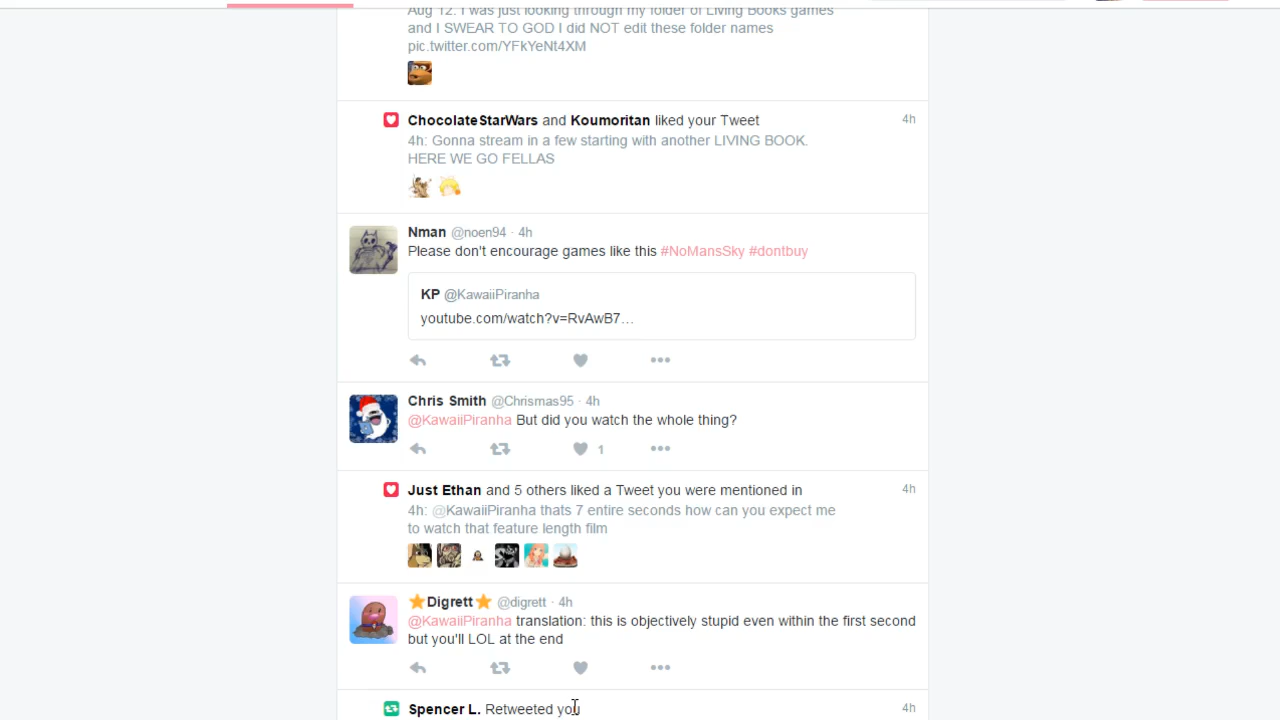 Aug 12: I was just looking through my folder of Living Books games
and I SWEAR TO GOD I did NOT edit these folder names
pic.twitter.com/YFkYeNt4XM
ChocolateStarWars and Koumoritan liked your Tweet 4h
4h: Gonna stream in a few starting with another LIVING BOOK.
HERE WE GO FELLAS
Nman @noen94 · 4h
Please don't encourage games like this #NoMansSky #dontbuy
KP @KawaiiPiranha
youtube.com/watch?v=RvAwB7…
Chris Smith @Chrismas95 · 4h
@KawaiiPiranha But did you watch the whole thing?
1
Just Ethan and 5 others liked a Tweet you were mentioned in 4h
4h: @KawaiiPiranha thats 7 entire seconds how can you expect me
to watch that feature length film
Digrett @digrett · 4h
@KawaiiPiranha translation: this is objectively stupid even within the first second
but you'll LOL at the end
Spencer L. Retweeted you 4h